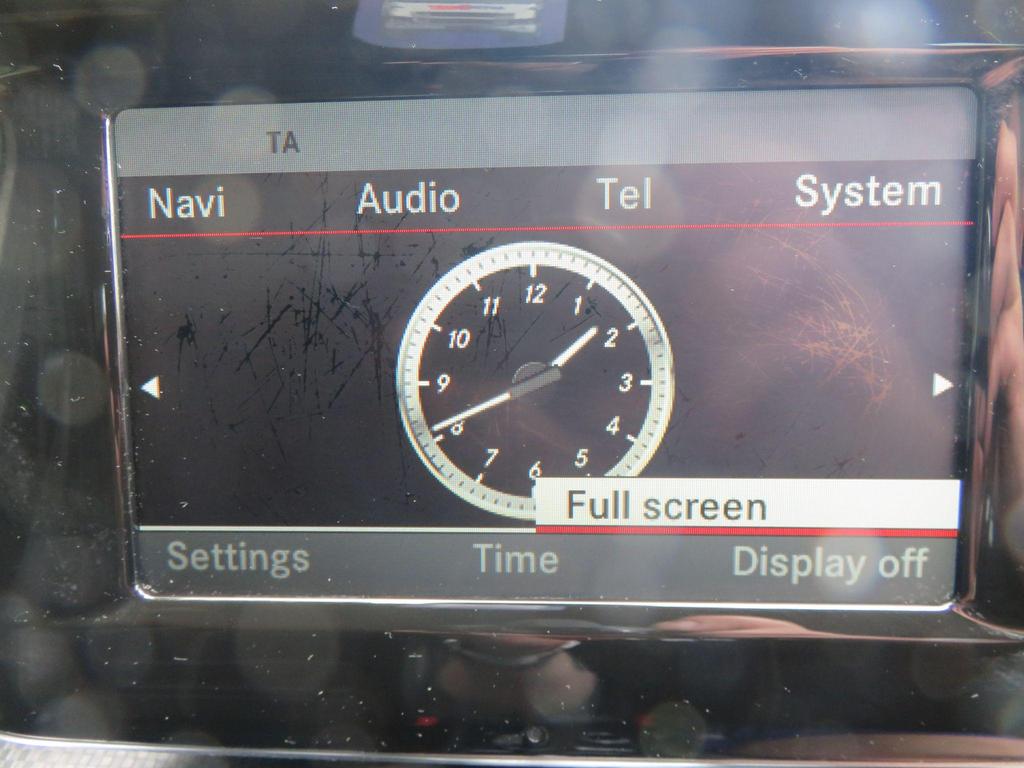 TA
Navi Audio Tel System
12
11 1
10 2
9 3
8 4
7 5
6
Full screen
Settings Time Display off